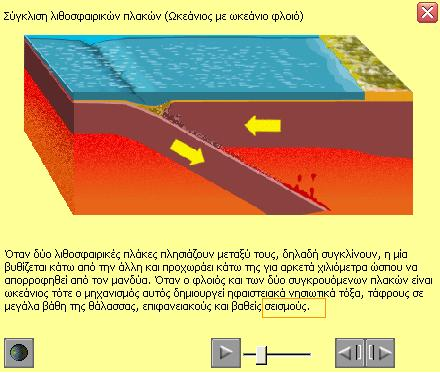 Σύγκλιση λιθοσφαιρικών πλακών (Ωκεάνιος με ωκεάνιο φλοιό)
Όταν δύο λιθοσφαιρικές πλάκες πλησιάζουν μεταξύ τους, δηλαδή συγκλίνουν, η μία
βυθίζεται κάτω από την άλλη και προχωράει κάτω της για αρκετά χιλιόμετρα ώσπου να
απορροφηθεί από τον μανδύα. Όταν ο φλοιός και των δύο συγκρουόμενων πλακών είναι
ωκεάνιος τότε ο μηχανισμός αυτός δημιουργεί ηφαιστειακά νησιωτικά τόξα, τάφρους σε
μεγάλα βάθη της θάλασσας, επιφανειακούς και βαθείς σεισμούς.